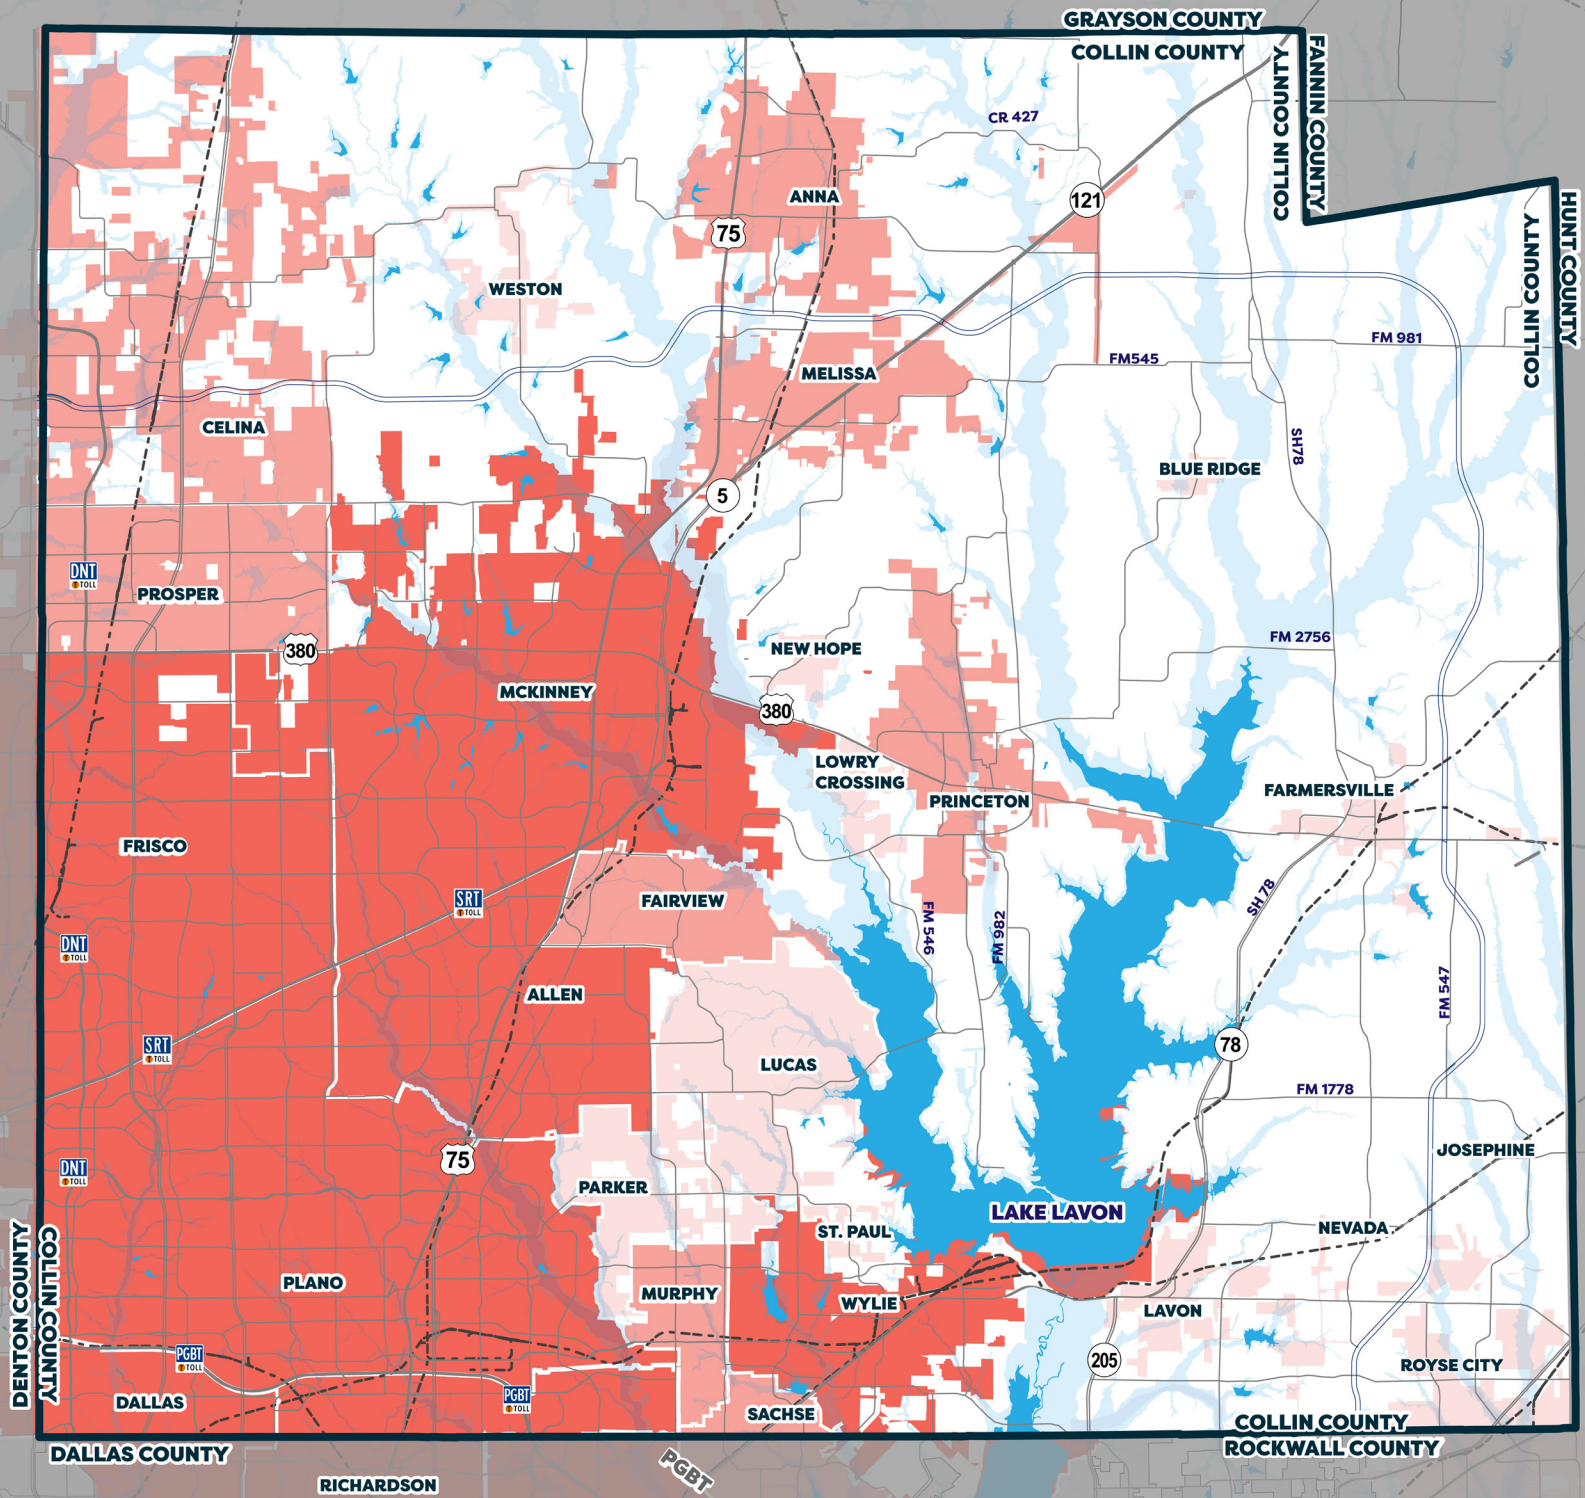 GRAYSON COUNTY
COLLIN COUNTY
COLLIN COUNTY
FANNIN COUNTY
CR 427
121
ANNA
75
COLLIN COUNTY
HUNT COUNTY
WESTON
FM 981
FM545
MELISSA
CELINA
SH78
BLUE RIDGE
5
DNT
TOLL
PROSPER
380
NEW HOPE
FM 2756
MCKINNEY
380
LOWRY
CROSSING
PRINCETON
FARMERSVILLE
FRISCO
SRT
TOLL
FAIRVIEW
FM 546
FM 982
SH 78
DNT
TOLL
ALLEN
FM 547
SRT
TOLL
78
LUCAS
FM 1778
75
DNT
TOLL
JOSEPHINE
PARKER
LAKE LAVON
ST. PAUL
NEVADA
DENTON COUNTY
COLLIN COUNTY
PLANO
MURPHY
WYLIE
LAVON
PGBT
TOLL
205
ROYSE CITY
DALLAS
PGBT
TOLL
SACHSE
COLLIN COUNTY
ROCKWALL COUNTY
DALLAS COUNTY
PGBT
RICHARDSON